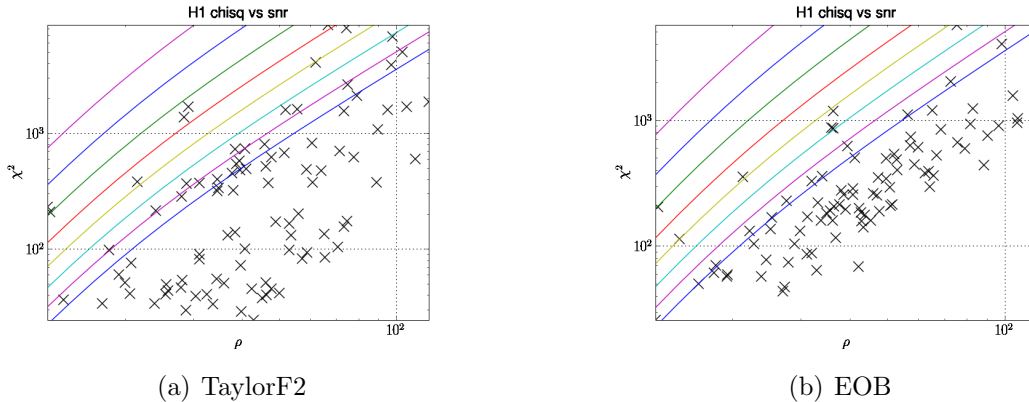 H1 chisq vs snr
χ²
10³
10²
10²
ρ
(a) TaylorF2
H1 chisq vs snr
χ²
10³
10²
10²
ρ
(b) EOB